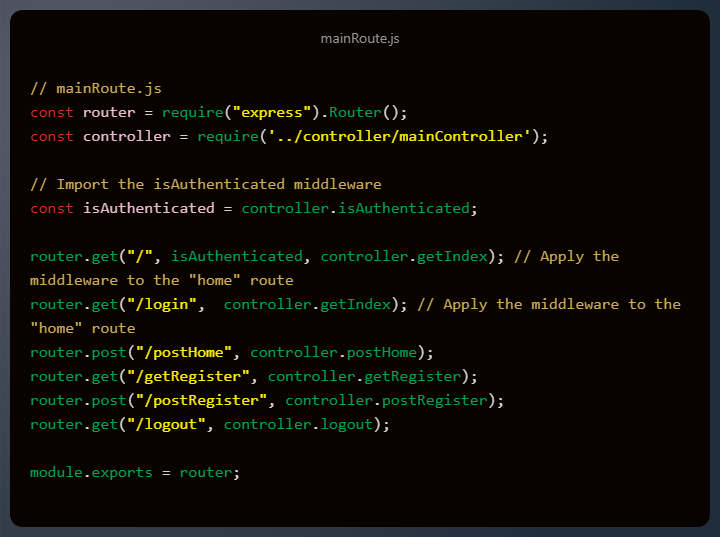 mainRoute.js
// mainRoute.js
const router = require("express").Router();
const controller = require('../controller/mainController');
// Import the isAuthenticated middleware
const isAuthenticated = controller.isAuthenticated;
router.get("/", isAuthenticated, controller.getIndex); // Apply the
middleware to the "home" route
router.get("/login",  controller.getIndex); // Apply the middleware to the
"home" route
router.post("/postHome", controller.postHome);
router.get("/getRegister", controller.getRegister);
router.post("/postRegister", controller.postRegister);
router.get("/logout", controller.logout);
module.exports = router;